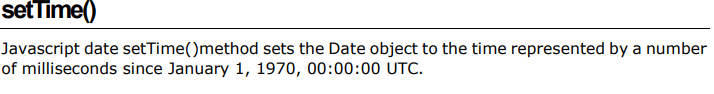 setTime()
Javascript date setTime()method sets the Date object to the time represented by a number
of milliseconds since January 1, 1970, 00:00:00 UTC.